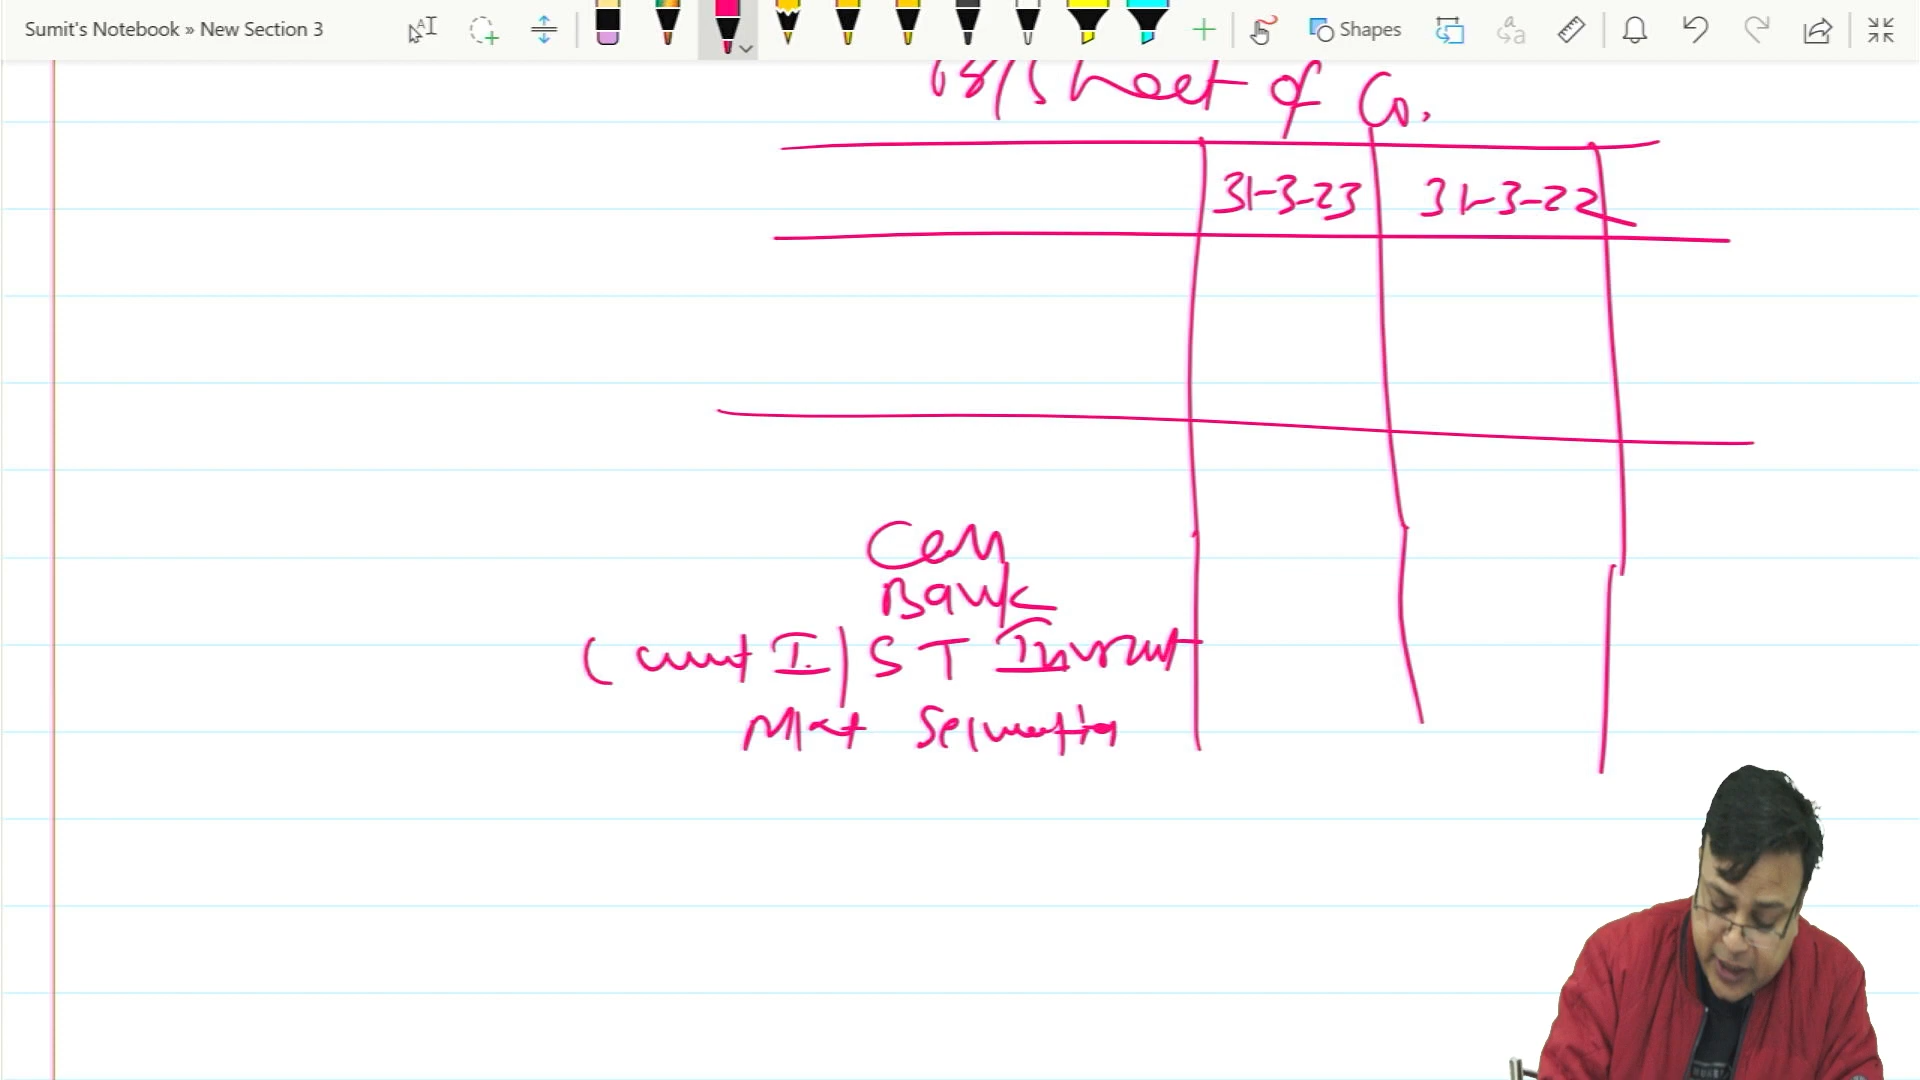 Sumit's Notebook » New Section 3
Shapes
B/Sheet of Co.
31-3-23 31-3-22
Cash
Bank
(Current I)/ S T Investment
Mkt Securities